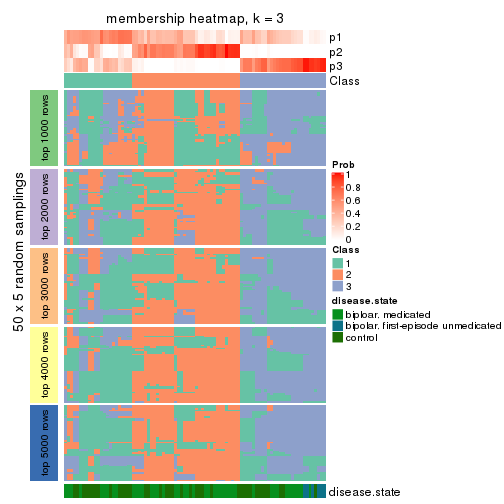 membership heatmap, k = 3
p1
p2
p3
Class
50 x 5 random samplings
top 1000 rows
top 2000 rows
top 3000 rows
top 4000 rows
top 5000 rows
Prob
1
0.8
0.6
0.4
0.2
0
Class
1
2
3
disease.state
biploar. medicated
bipolar. first-episode unmedicated
control
disease.state